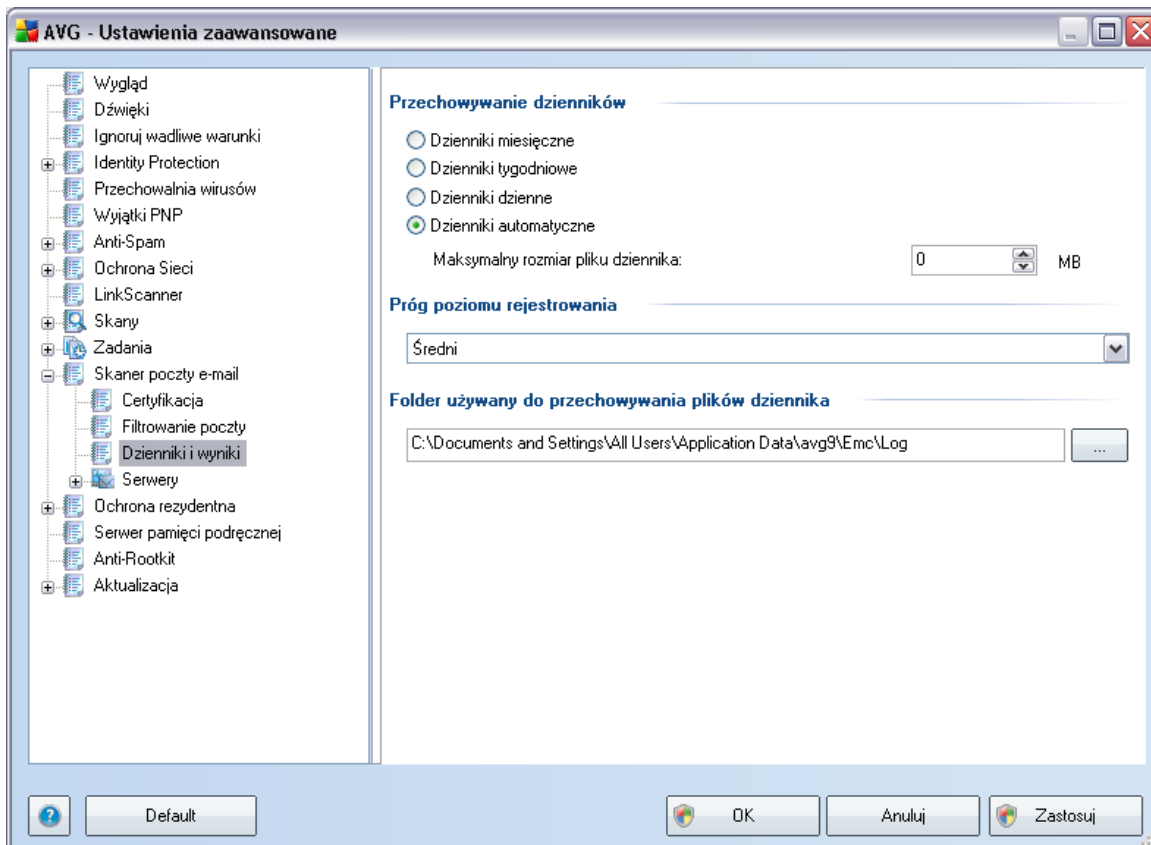 AVG - Ustawienia zaawansowane
Wygląd
Dźwięki
Ignoruj wadliwe warunki
Identity Protection
Przechowalnia wirusów
Wyjątki PNP
Anti-Spam
Ochrona Sieci
LinkScanner
Skany
Zadania
Skaner poczty e-mail
Certyfikacja
Filtrowanie poczty
Dzienniki i wyniki
Serwery
Ochrona rezydentna
Serwer pamięci podręcznej
Anti-Rootkit
Aktualizacja
Przechowywanie dzienników
Dzienniki miesięczne
Dzienniki tygodniowe
Dzienniki dzienne
Dzienniki automatyczne
Maksymalny rozmiar pliku dziennika: 0 MB
Próg poziomu rejestrowania
Średni
Folder używany do przechowywania plików dziennika
C:\Documents and Settings\All Users\Application Data\avg9\Emc\Log ...
? Default OK Anuluj Zastosuj